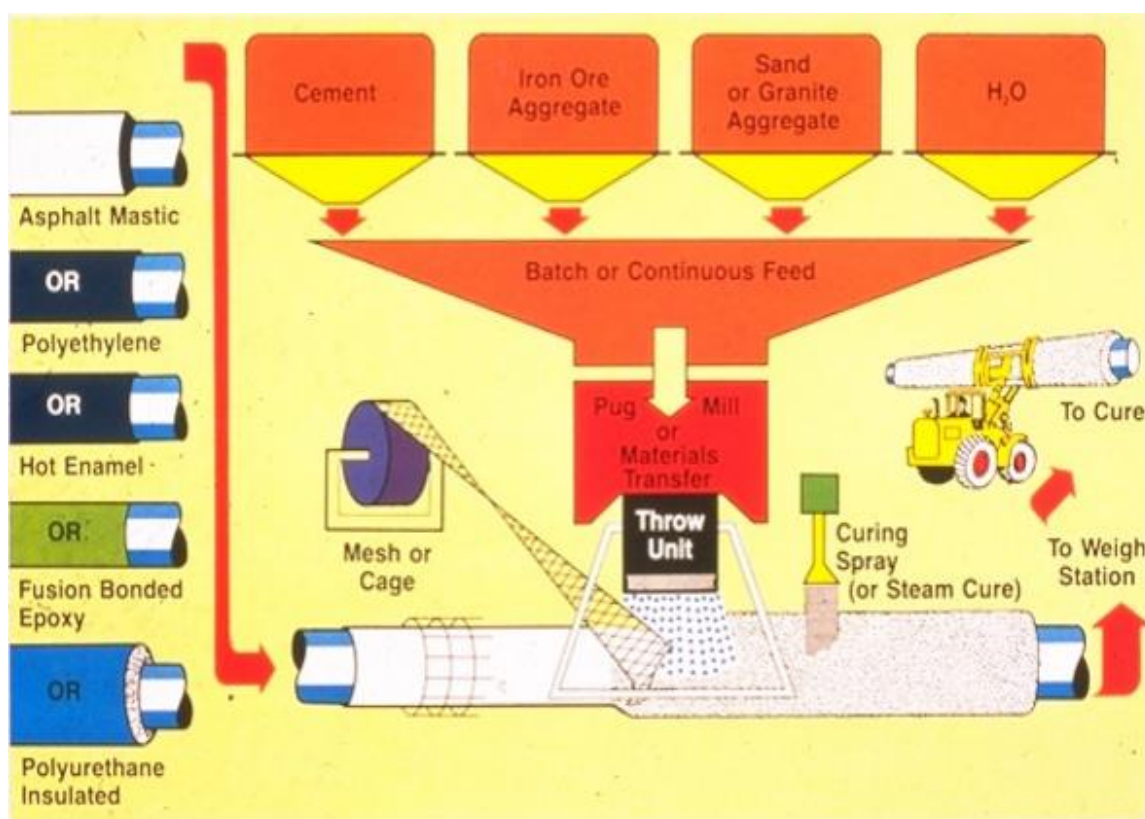 Cement
Iron Ore
Aggregate
Sand
or Granite
Aggregate
H₂O
Asphalt Mastic
OR
Polyethylene
OR
Hot Enamel
OR
Fusion Bonded
Epoxy
OR
Polyurethane
Insulated
Batch or Continuous Feed
Pug Mill
or
Materials
Transfer
Throw
Unit
Mesh or
Cage
Curing
Spray
(or Steam Cure)
To Cure
To Weigh
Station